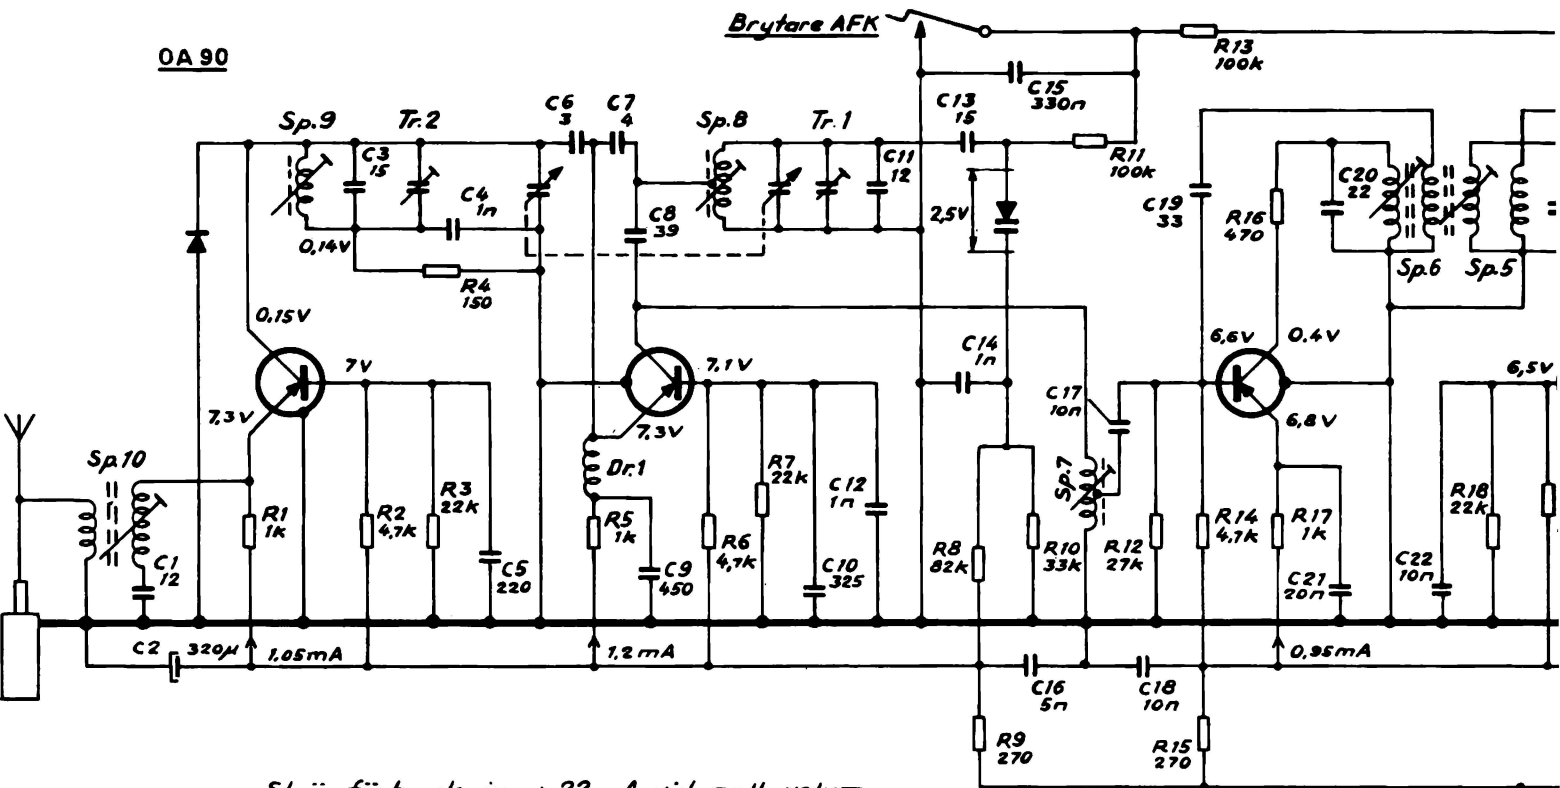 Brytare AFK
OA 90
R13
100k
C15
330n
C6
3
C7
4
C13
15
Sp.9
Tr.2
Sp.8
Tr.1
C3
15
C4
1n
C11
12
R11
100k
C8
39
2,5V
C19
33
R16
470
C20
22
0,14V
R4
150
Sp.6
Sp.5
0,15V
7V
7,1V
C14
1n
6,6V
0.4V
6,5V
7,3V
7,3V
C17
10n
6,8V
Sp.10
Dr.1
R7
22k
C12
1n
Sp.7
R1
1k
R2
4,7k
R3
22k
R5
1k
R6
4,7k
R18
22k
C1
12
C5
220
C9
450
C10
325
R8
82k
R10
33k
R12
27k
R14
4.7k
R17
1k
C21
20n
C22
10n
C2 320µ
1,05mA
1,2mA
0,95mA
C16
5n
C18
10n
R9
270
R15
270